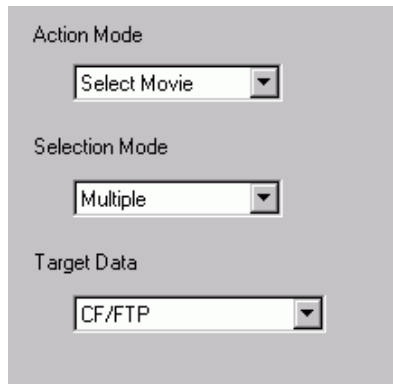 Action Mode
Select Movie
Selection Mode
Multiple
Target Data
CF/FTP